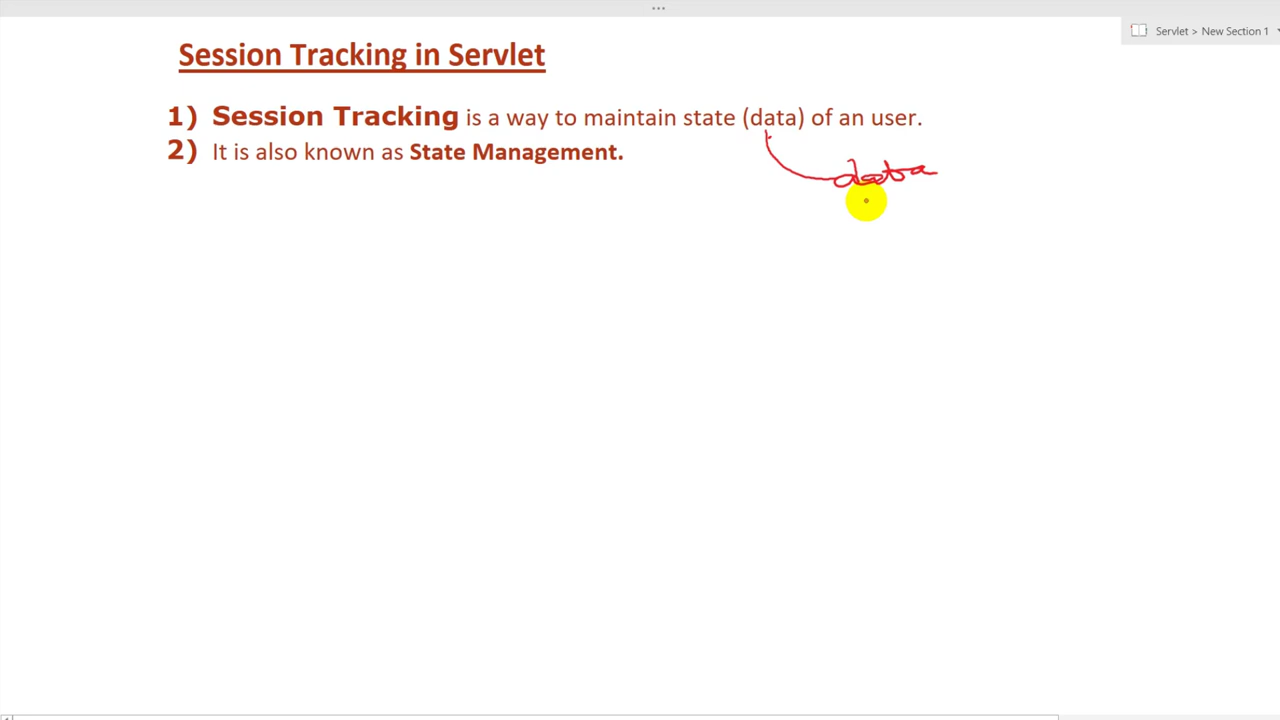 Servlet > New Section 1
Session Tracking in Servlet
1) Session Tracking is a way to maintain state (data) of an user.
2) It is also known as State Management.
data